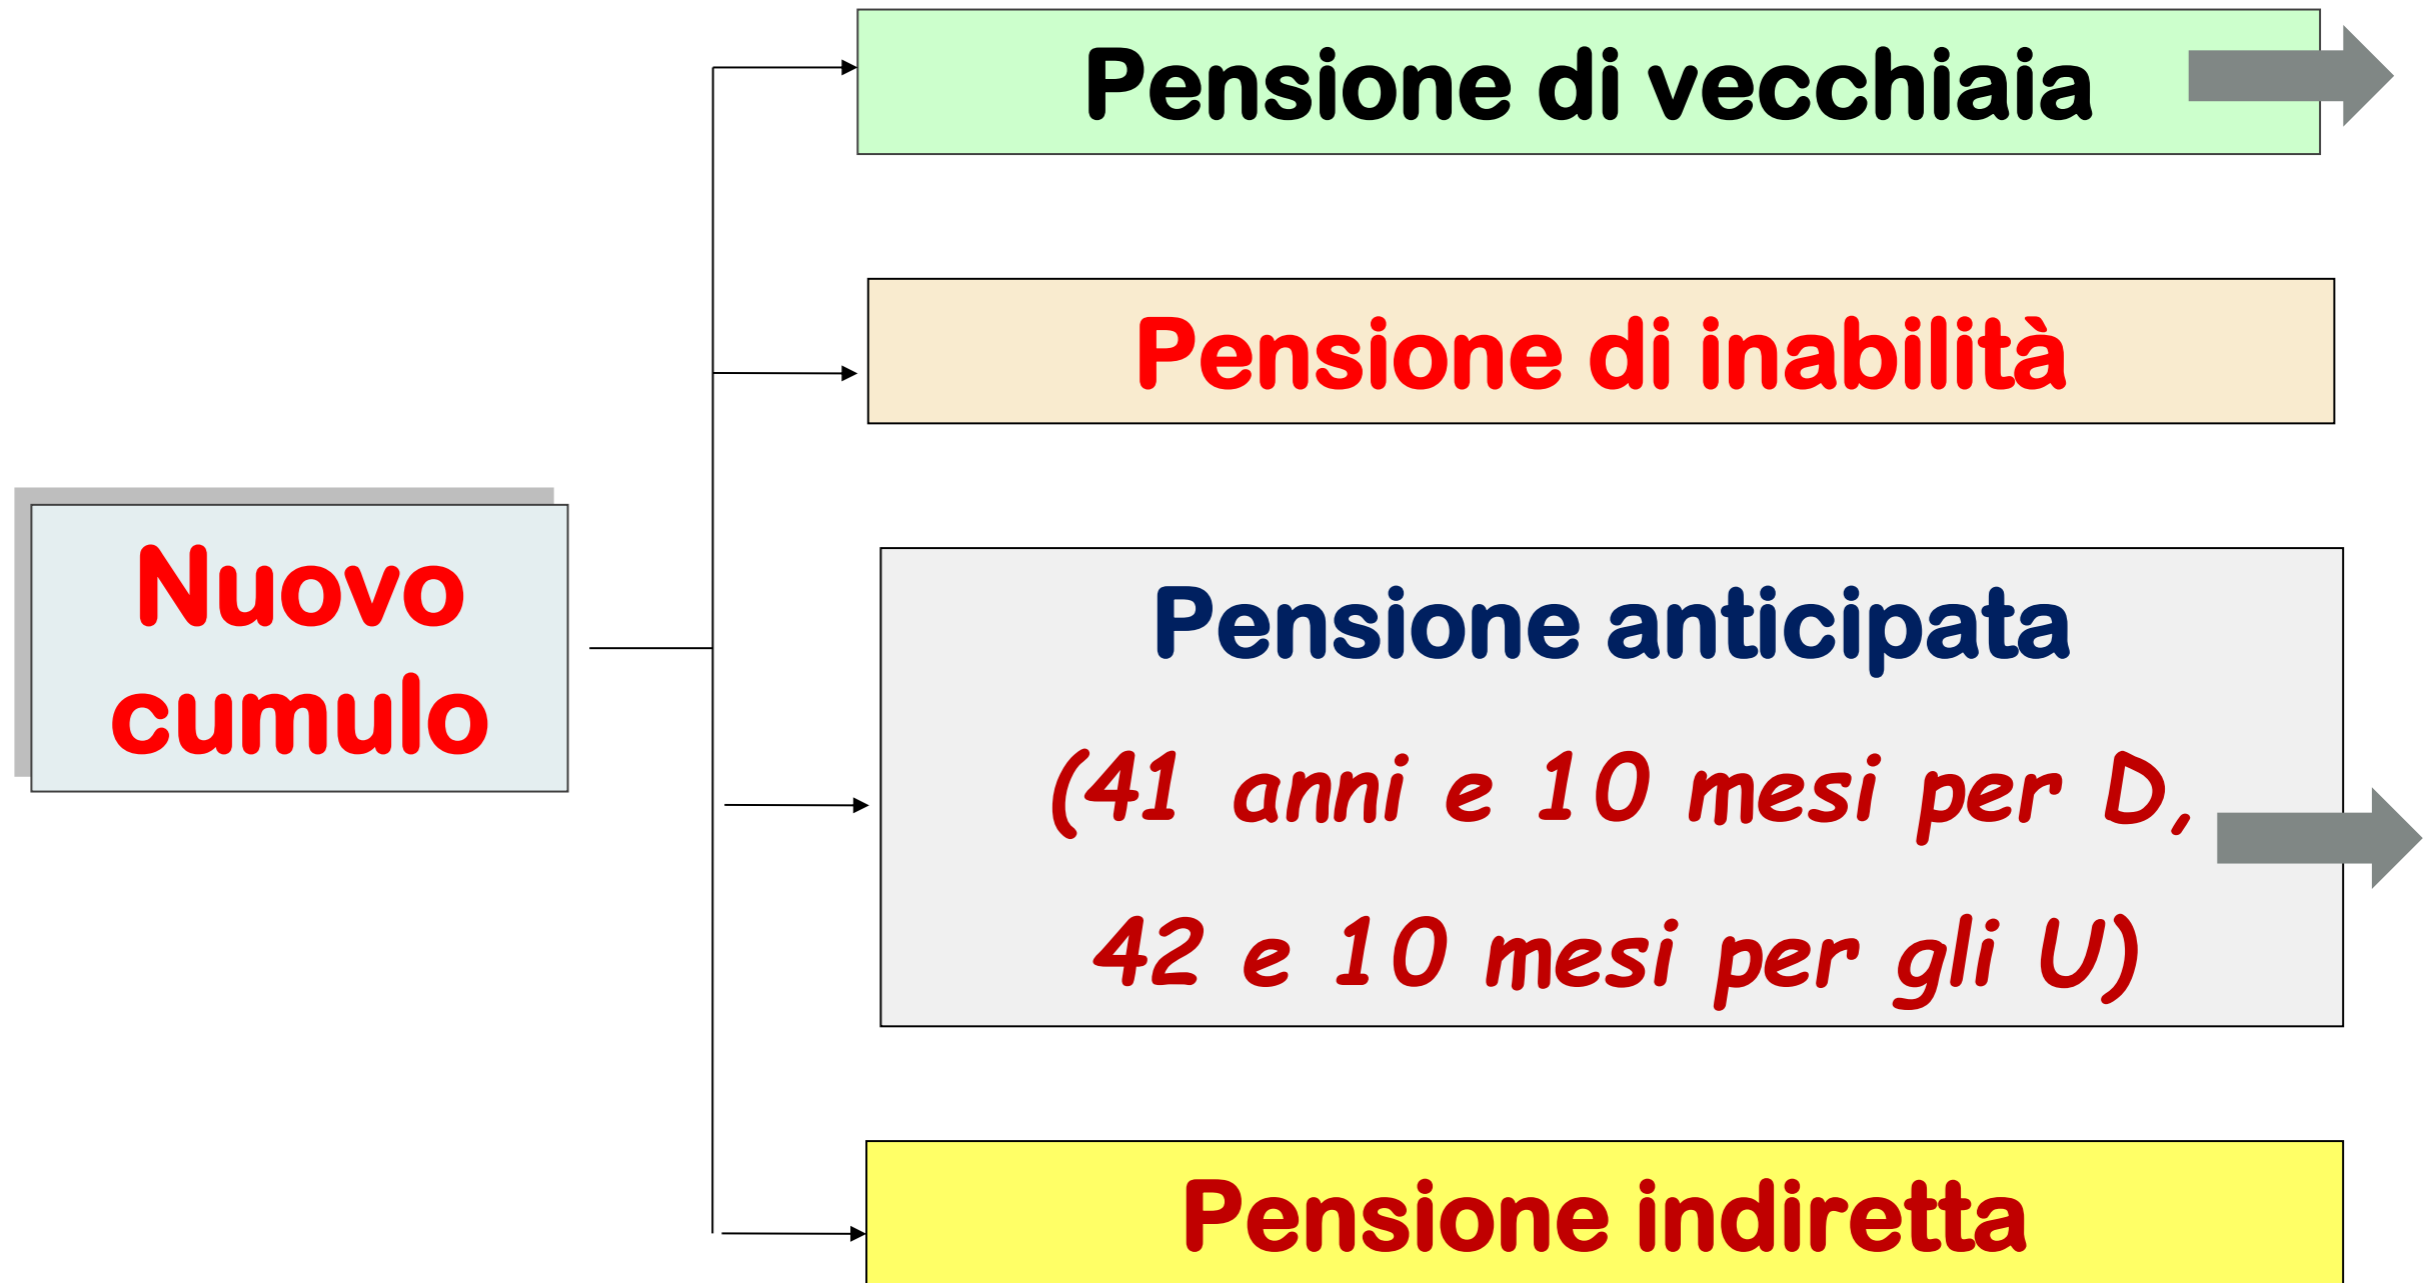 Pensione di vecchiaia
Pensione di inabilità
Nuovo
cumulo
Pensione anticipata
(41 anni e 10 mesi per D,
42 e 10 mesi per gli U)
Pensione indiretta